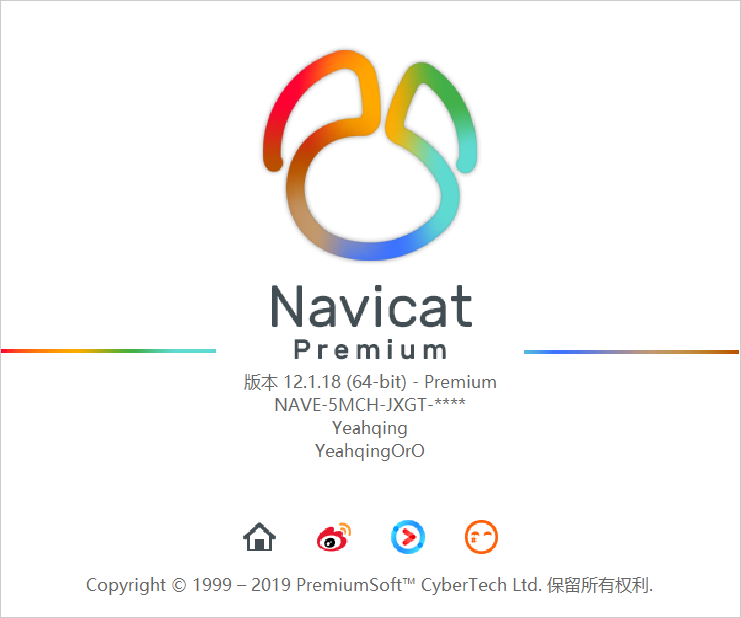 Navicat
Premium
版本 12.1.18 (64-bit) - Premium
NAVE-5MCH-JXGT-****
Yeahqing
YeahqingOrO
Copyright © 1999 – 2019 PremiumSoft™ CyberTech Ltd. 保留所有权利.